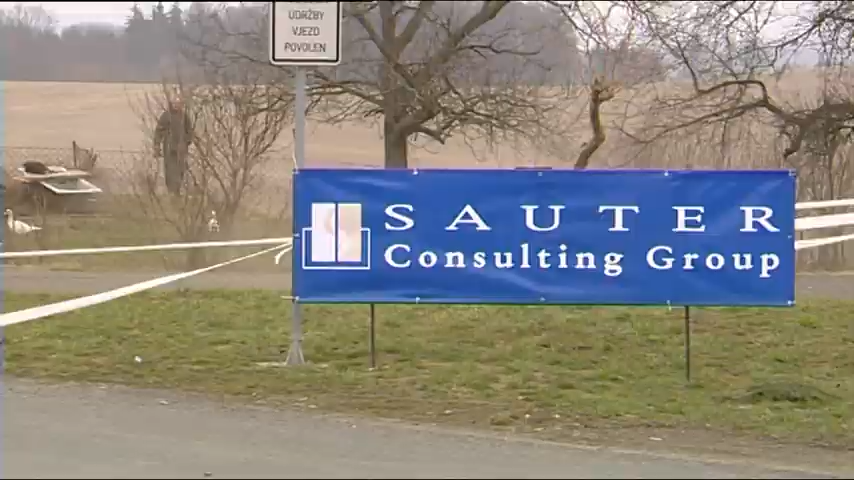 ÚDRŽBY
VJEZD
POVOLEN
SAUTER
Consulting Group